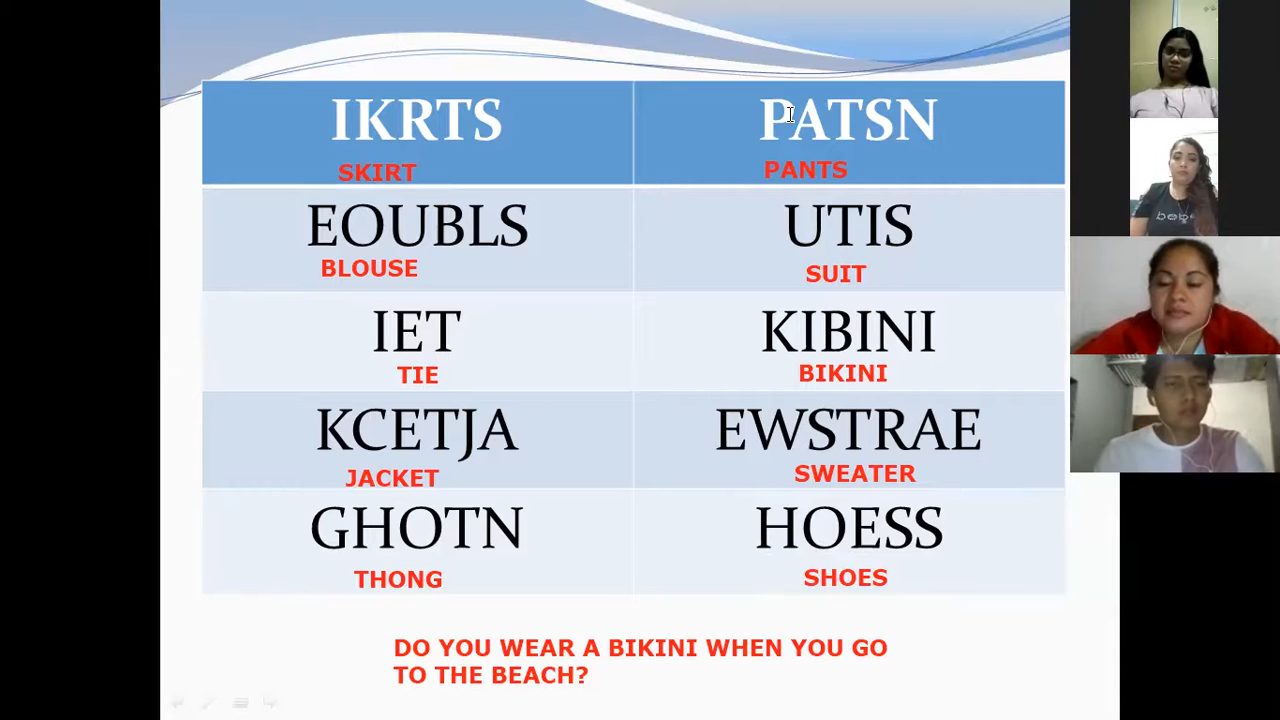 IKRTS PATSN
SKIRT PANTS
EOUBLS UTIS
BLOUSE SUIT
IET KIBINI
TIE BIKINI
KCETJA EWSTRAE
JACKET SWEATER
GHOTN HOESS
THONG SHOES
DO YOU WEAR A BIKINI WHEN YOU GO
TO THE BEACH?